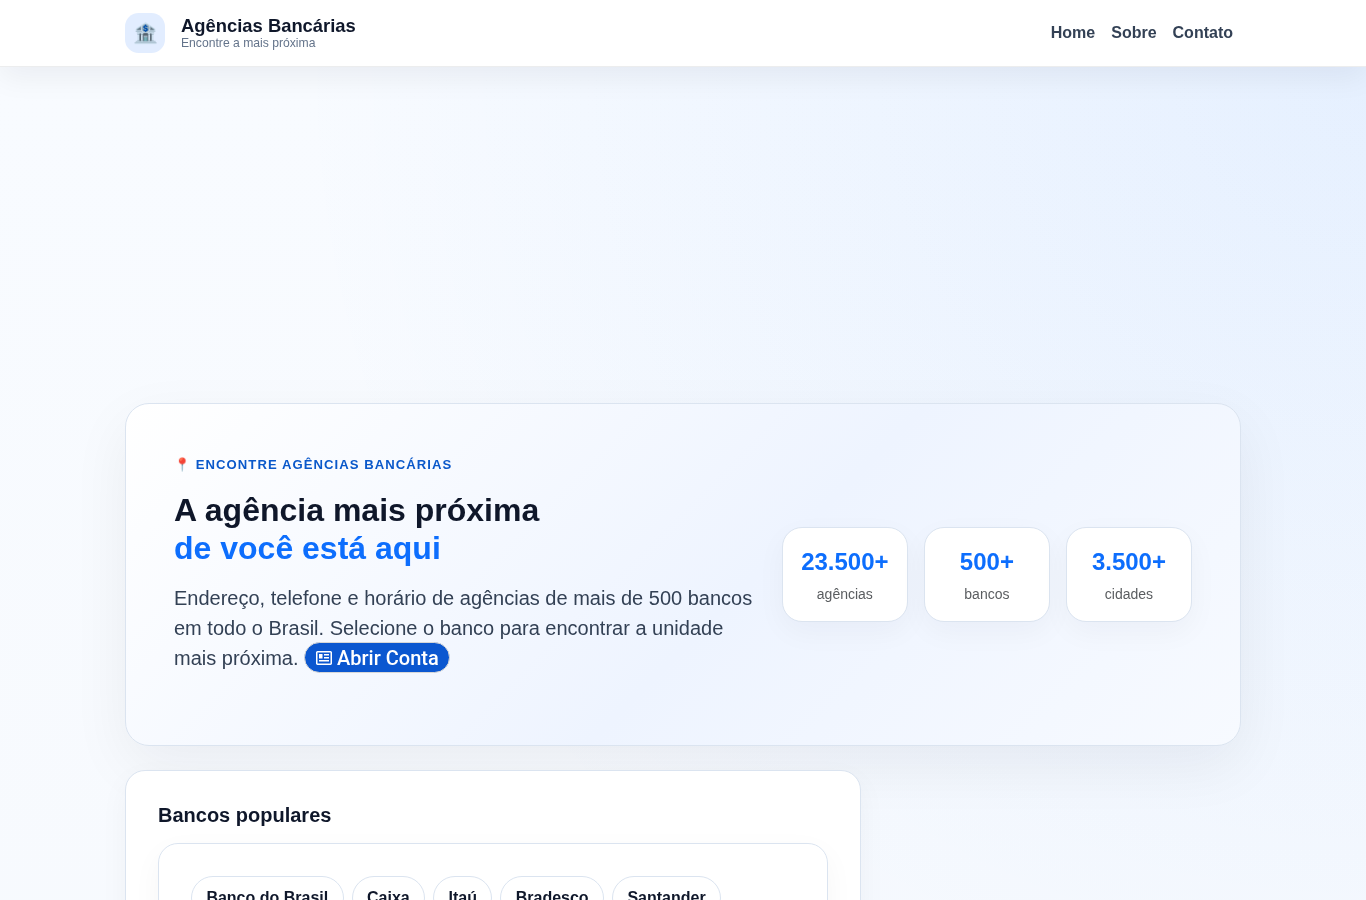 Agências Bancárias
Encontre a mais próxima
Home Sobre Contato
ENCONTRE AGÊNCIAS BANCÁRIAS
A agência mais próxima
de você está aqui
Endereço, telefone e horário de agências de mais de 500 bancos
em todo o Brasil. Selecione o banco para encontrar a unidade
mais próxima. Abrir Conta
23.500+
agências
500+
bancos
3.500+
cidades
Bancos populares
Banco do Brasil Caixa Itaú Bradesco Santander